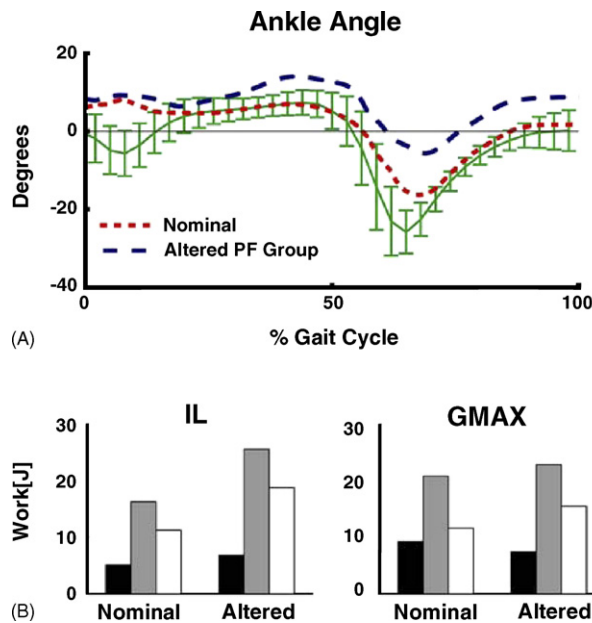 Ankle Angle
20
0
-20
-40
Degrees
Nominal
Altered PF Group
0 50 100
% Gait Cycle
(A)
IL GMAX
30
20
10
0
Work[J]
30
20
10
0
Nominal Altered Nominal Altered
(B)